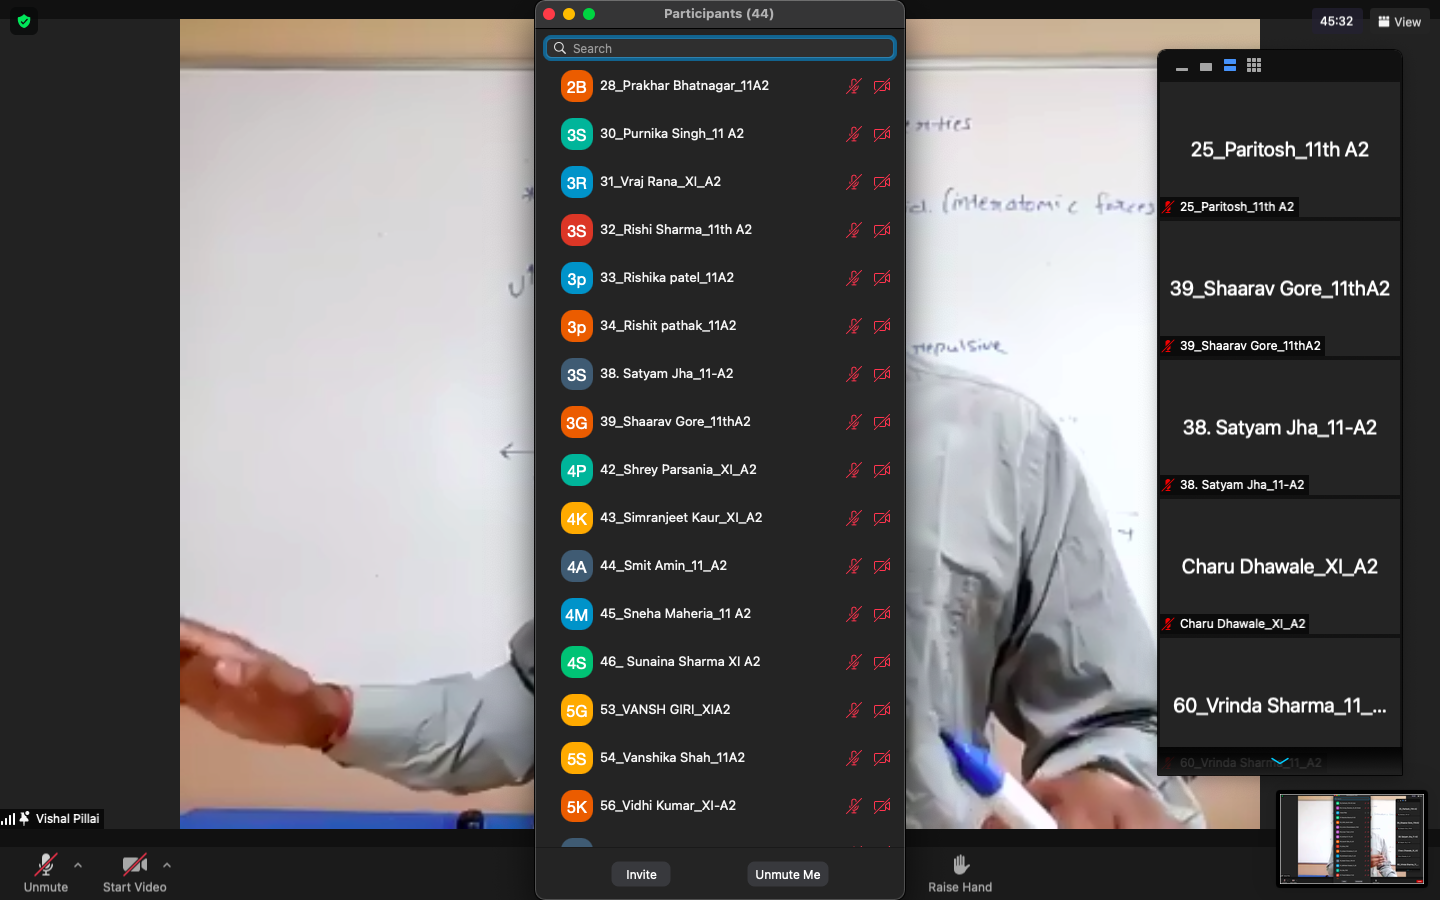 Participants (44)
45:32
View
Search
2B 28_Prakhar Bhatnagar_11A2
3S 30_Purnika Singh_11 A2
3R 31_Vraj Rana_XI_A2
3S 32_Rishi Sharma_11th A2
3p 33_Rishika patel_11A2
3p 34_Rishit pathak_11A2
3S 38. Satyam Jha_11-A2
3G 39_Shaarav Gore_11thA2
4P 42_Shrey Parsania_XI_A2
4K 43_Simranjeet Kaur_XI_A2
4A 44_Smit Amin_11_A2
4M 45_Sneha Maheria_11 A2
4S 46_ Sunaina Sharma XI A2
5G 53_VANSH GIRI_XIA2
5S 54_Vanshika Shah_11A2
5K 56_Vidhi Kumar_XI-A2
Invite
Unmute Me
(interatomic forces
repulsive
25_Paritosh_11th A2
25_Paritosh_11th A2
39_Shaarav Gore_11thA2
39_Shaarav Gore_11thA2
38. Satyam Jha_11-A2
38. Satyam Jha_11-A2
Charu Dhawale_XI_A2
Charu Dhawale_XI_A2
60_Vrinda Sharma_11_...
60_Vrinda Sharma_11_A2
Vishal Pillai
Unmute
Start Video
Raise Hand